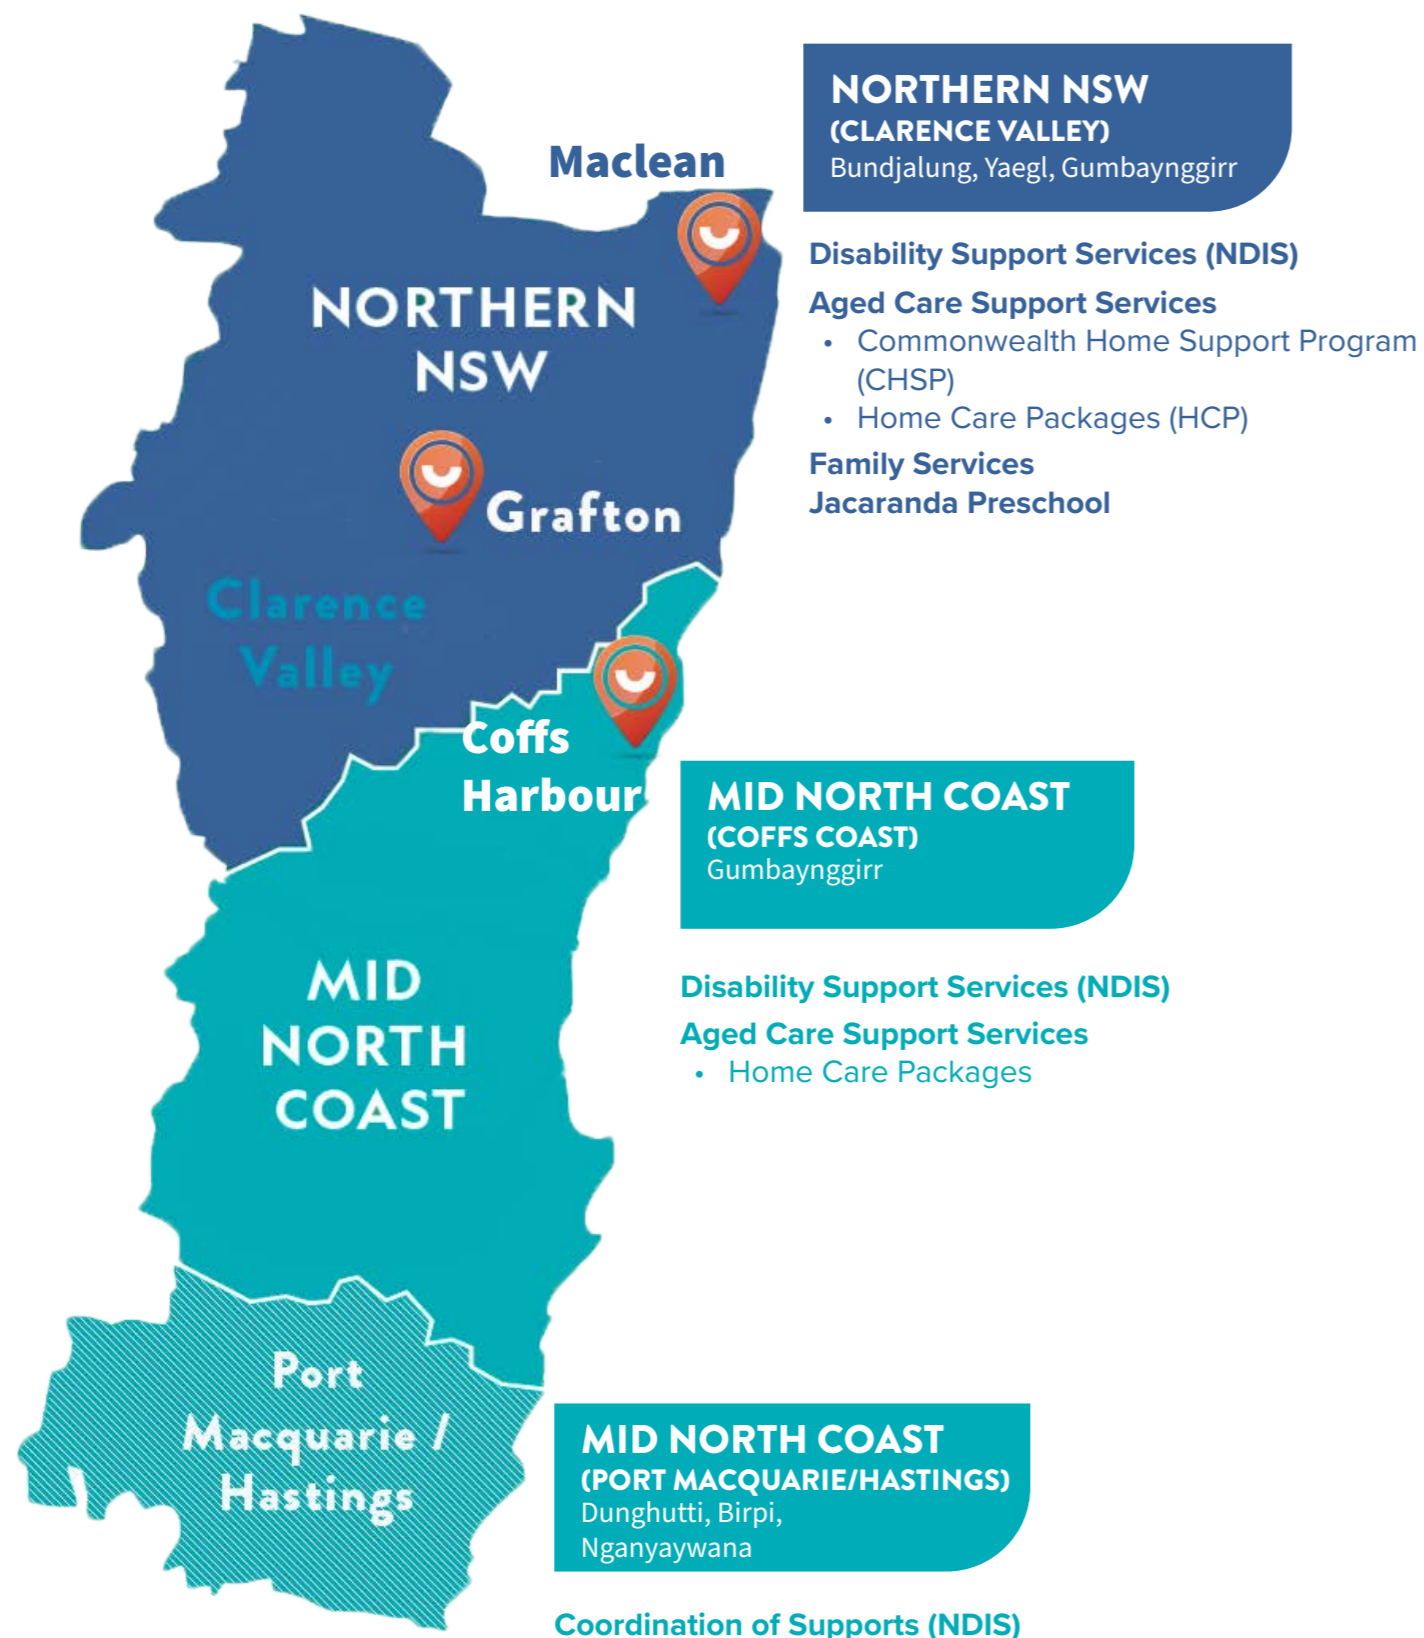 Maclean
NORTHERN
NSW
Grafton
Clarence
Valley
Coffs
Harbour
MID
NORTH
COAST
Port
Macquarie /
Hastings
NORTHERN NSW
(CLARENCE VALLEY)
Bundjalung, Yaegl, Gumbaynggirr
Disability Support Services (NDIS)
Aged Care Support Services
• Commonwealth Home Support Program
(CHSP)
• Home Care Packages (HCP)
Family Services
Jacaranda Preschool
MID NORTH COAST
(COFFS COAST)
Gumbaynggirr
Disability Support Services (NDIS)
Aged Care Support Services
• Home Care Packages
MID NORTH COAST
(PORT MACQUARIE/HASTINGS)
Dunghutti, Birpi,
Nganyaywana
Coordination of Supports (NDIS)